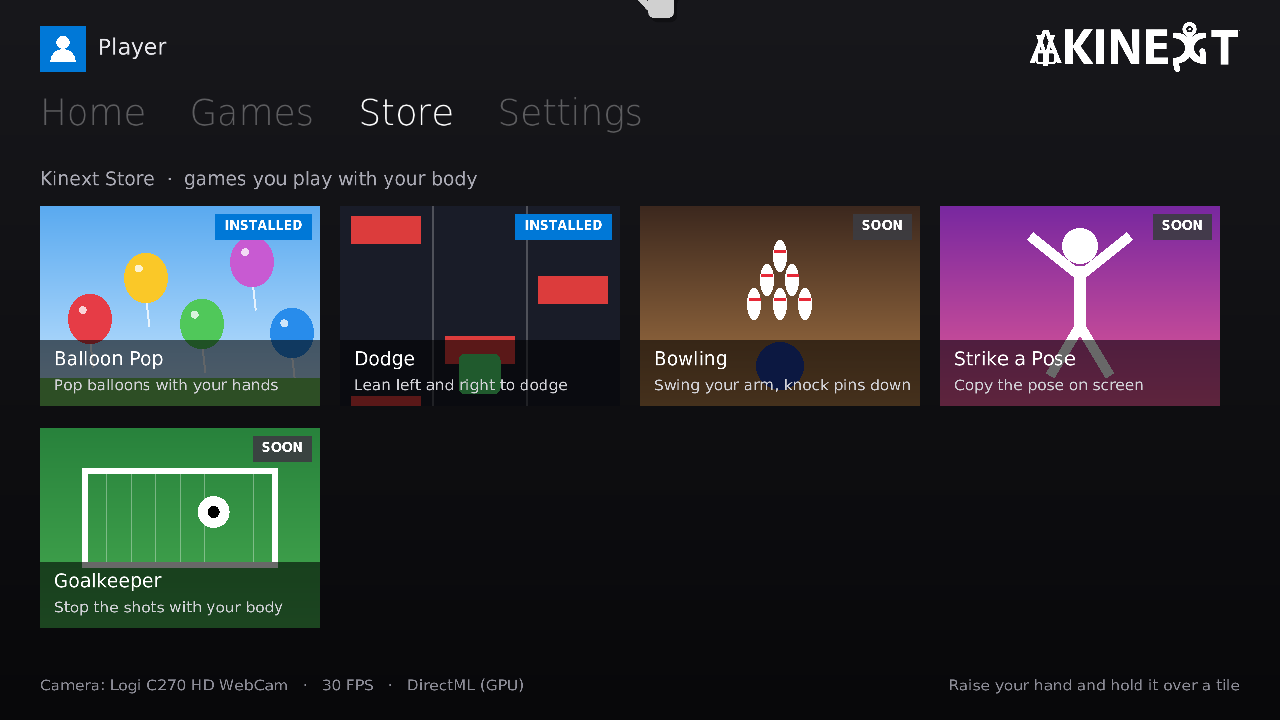 Player
AKINEXT
Home Games Store Settings
Kinext Store · games you play with your body
INSTALLED
Balloon Pop
Pop balloons with your hands
INSTALLED
Dodge
Lean left and right to dodge
SOON
Bowling
Swing your arm, knock pins down
SOON
Strike a Pose
Copy the pose on screen
SOON
Goalkeeper
Stop the shots with your body
Camera: Logi C270 HD WebCam · 30 FPS · DirectML (GPU)
Raise your hand and hold it over a tile